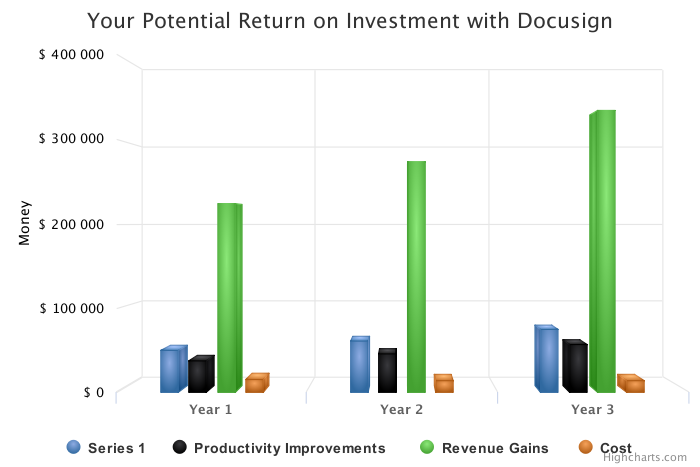 Your Potential Return on Investment with Docusign
$ 400 000
$ 300 000
$ 200 000
$ 100 000
$ 0
Money
Year 1
Year 2
Year 3
Series 1
Productivity Improvements
Revenue Gains
Cost
Highcharts.com